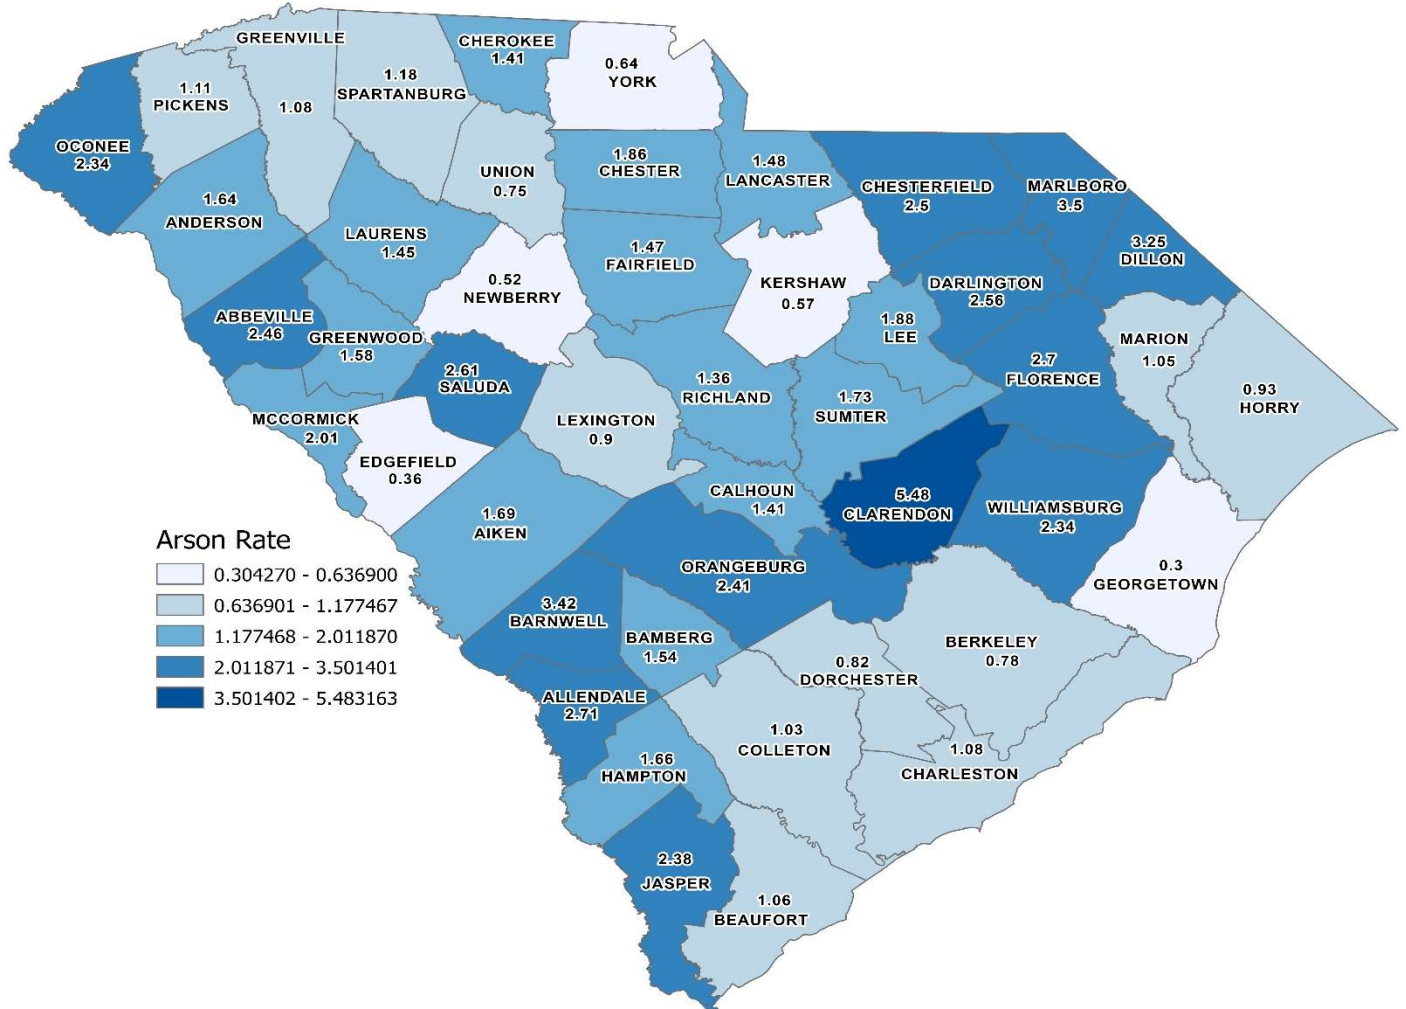 GREENVILLE
1.08
CHEROKEE
1.41
0.64
YORK
1.11
PICKENS
1.18
SPARTANBURG
OCONEE
2.34
UNION
0.75
1.86
CHESTER
1.48
LANCASTER
CHESTERFIELD
2.5
MARLBORO
3.5
1.64
ANDERSON
LAURENS
1.45
1.47
FAIRFIELD
3.25
DILLON
0.52
NEWBERRY
KERSHAW
0.57
DARLINGTON
2.56
ABBEVILLE
2.46
GREENWOOD
1.58
1.88
LEE
MARION
1.05
2.61
SALUDA
1.36
RICHLAND
2.7
FLORENCE
0.93
HORRY
MCCORMICK
2.01
LEXINGTON
0.9
1.73
SUMTER
EDGEFIELD
0.36
CALHOUN
1.41
5.48
CLARENDON
WILLIAMSBURG
2.34
1.69
AIKEN
ORANGEBURG
2.41
0.3
GEORGETOWN
Arson Rate
0.304270 - 0.636900
0.636901 - 1.177467
1.177468 - 2.011870
2.011871 - 3.501401
3.501402 - 5.483163
3.42
BARNWELL
BAMBERG
1.54
BERKELEY
0.78
0.82
DORCHESTER
ALLENDALE
2.71
1.03
COLLETON
1.08
CHARLESTON
1.66
HAMPTON
2.38
JASPER
1.06
BEAUFORT